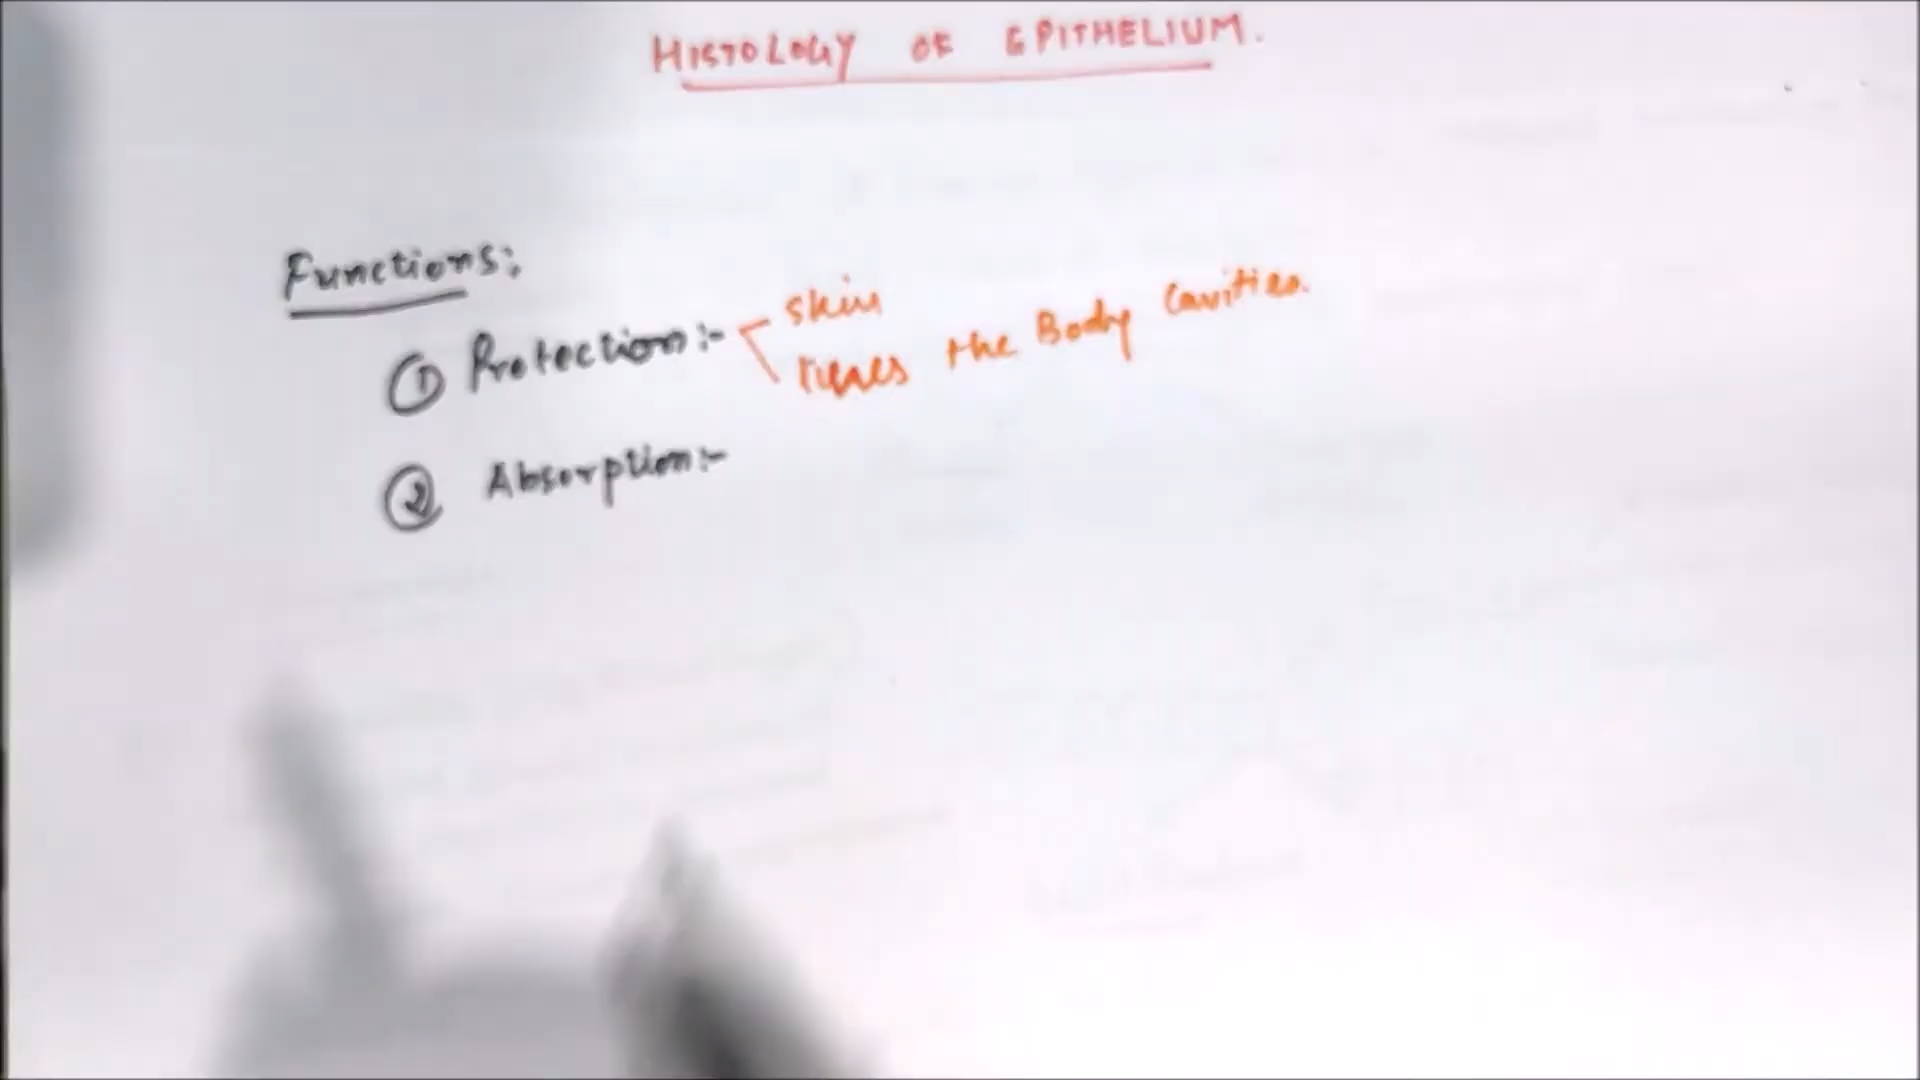 HISTOLOGY OF EPITHELIUM.
Functions:
① Protection:- skin
lines the Body Cavities.
② Absorption:-